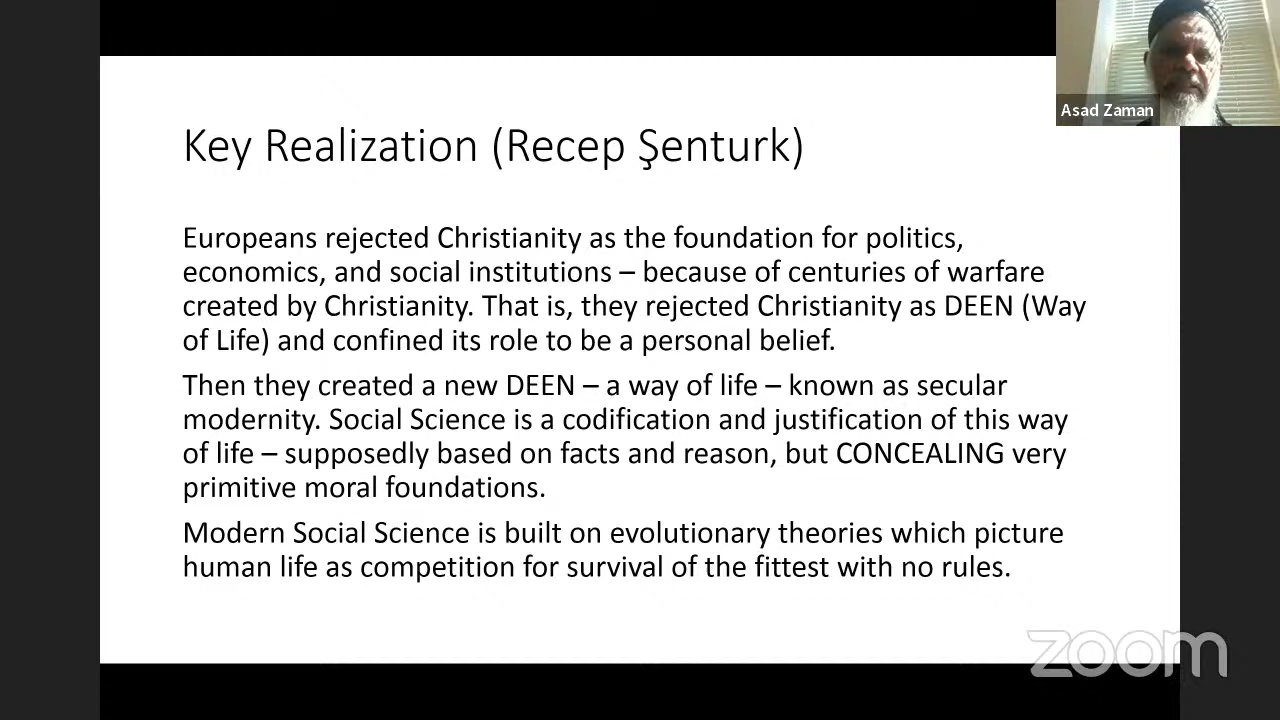 Asad Zaman
Key Realization (Recep Şenturk)
Europeans rejected Christianity as the foundation for politics,
economics, and social institutions – because of centuries of warfare
created by Christianity. That is, they rejected Christianity as DEEN (Way
of Life) and confined its role to be a personal belief.
Then they created a new DEEN – a way of life – known as secular
modernity. Social Science is a codification and justification of this way
of life – supposedly based on facts and reason, but CONCEALING very
primitive moral foundations.
Modern Social Science is built on evolutionary theories which picture
human life as competition for survival of the fittest with no rules.
zoom